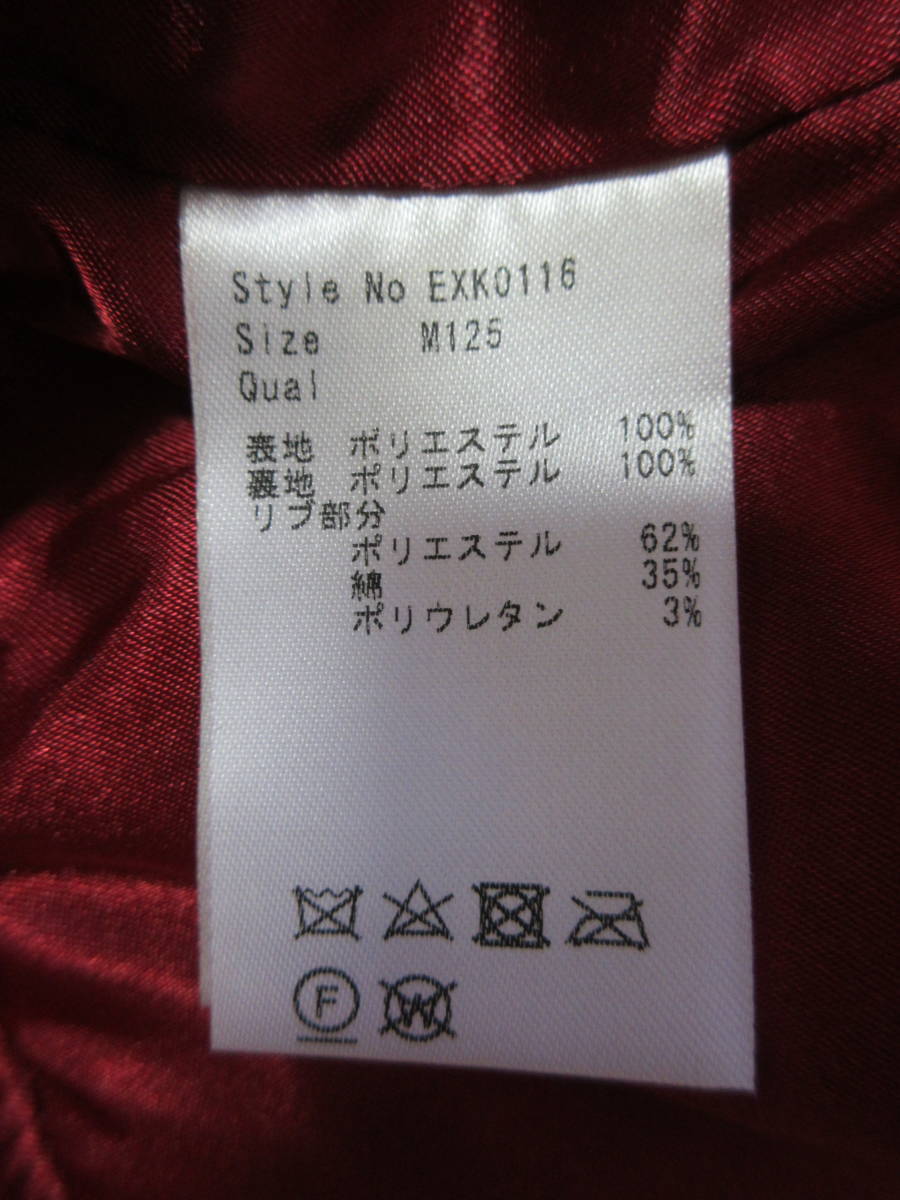 Style No EXK0116
Size M125
Qual
表地 ポリエステル 100%
裏地 ポリエステル 100%
リブ部分
ポリエステル 62%
綿 35%
ポリウレタン 3%
F W